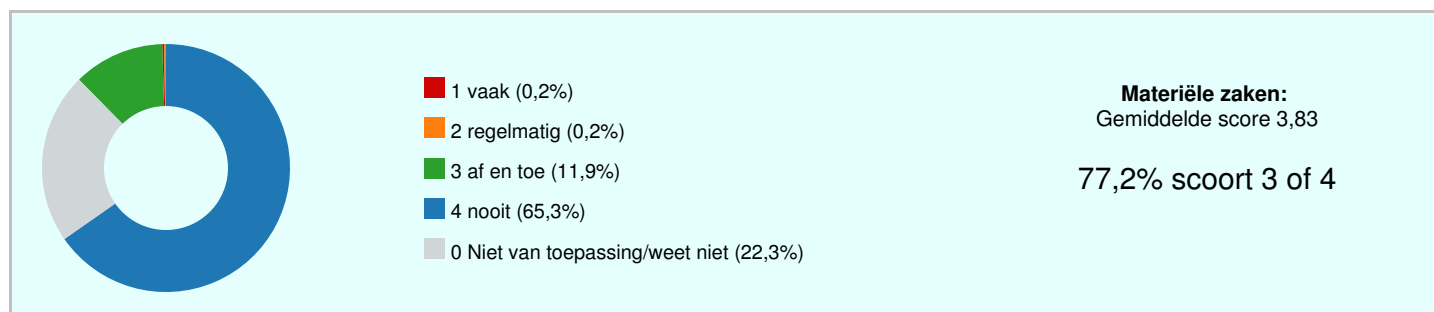 1 vaak (0,2%)
2 regelmatig (0,2%)
3 af en toe (11,9%)
4 nooit (65,3%)
0 Niet van toepassing/weet niet (22,3%)
Materiële zaken:
Gemiddelde score 3,83
77,2% scoort 3 of 4